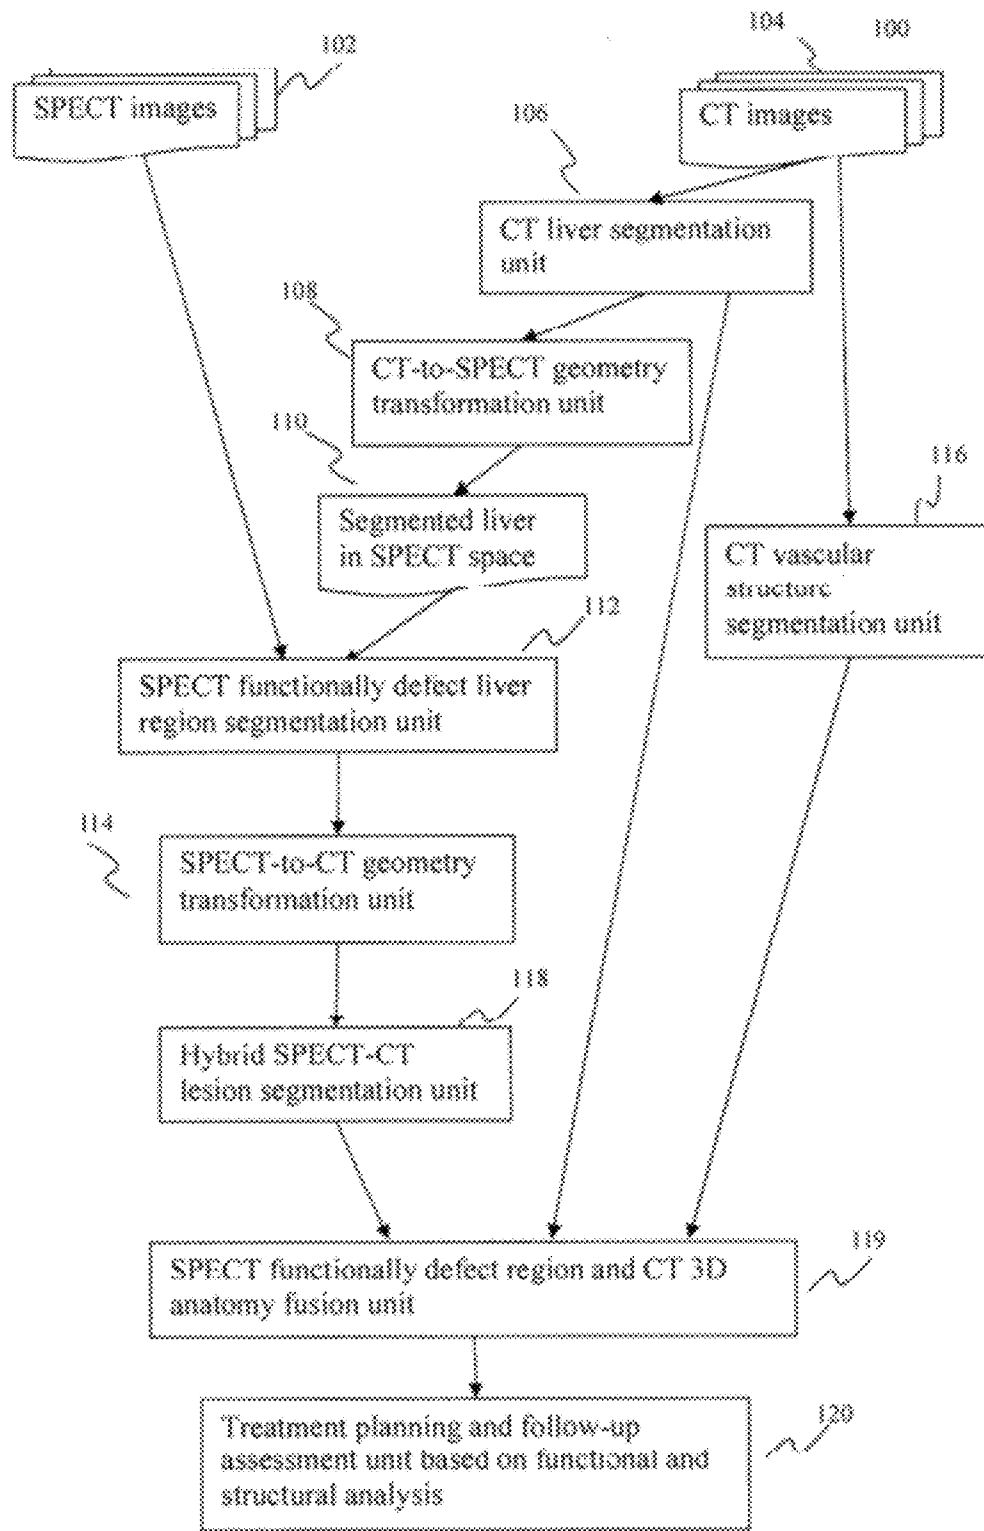 102
104
100
SPECT images
CT images
106
CT liver segmentation
unit
108
CT-to-SPECT geometry
transformation unit
110
Segmented liver
in SPECT space
116
CT vascular
structure
segmentation unit
112
SPECT functionally defect liver
region segmentation unit
114
SPECT-to-CT geometry
transformation unit
118
Hybrid SPECT-CT
lesion segmentation unit
119
SPECT functionally defect region and CT 3D
anatomy fusion unit
120
Treatment planning and follow-up
assessment unit based on functional and
structural analysis